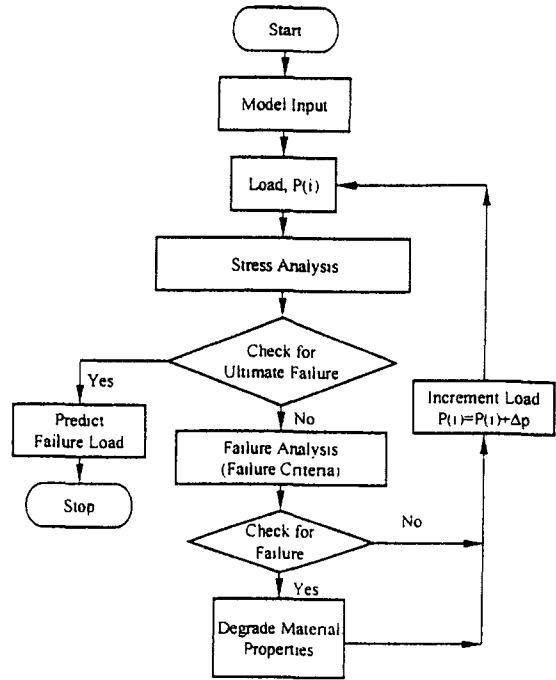 Start
Model Input
Load, P(i)
Stress Analysis
Check for
Ultimate Failure
Yes
No
Predict
Failure Load
Stop
Failure Analysis
(Failure Criteria)
Check for
Failure
No
Yes
Degrade Material
Properties
Increment Load
P(i)=P(i)+Δp